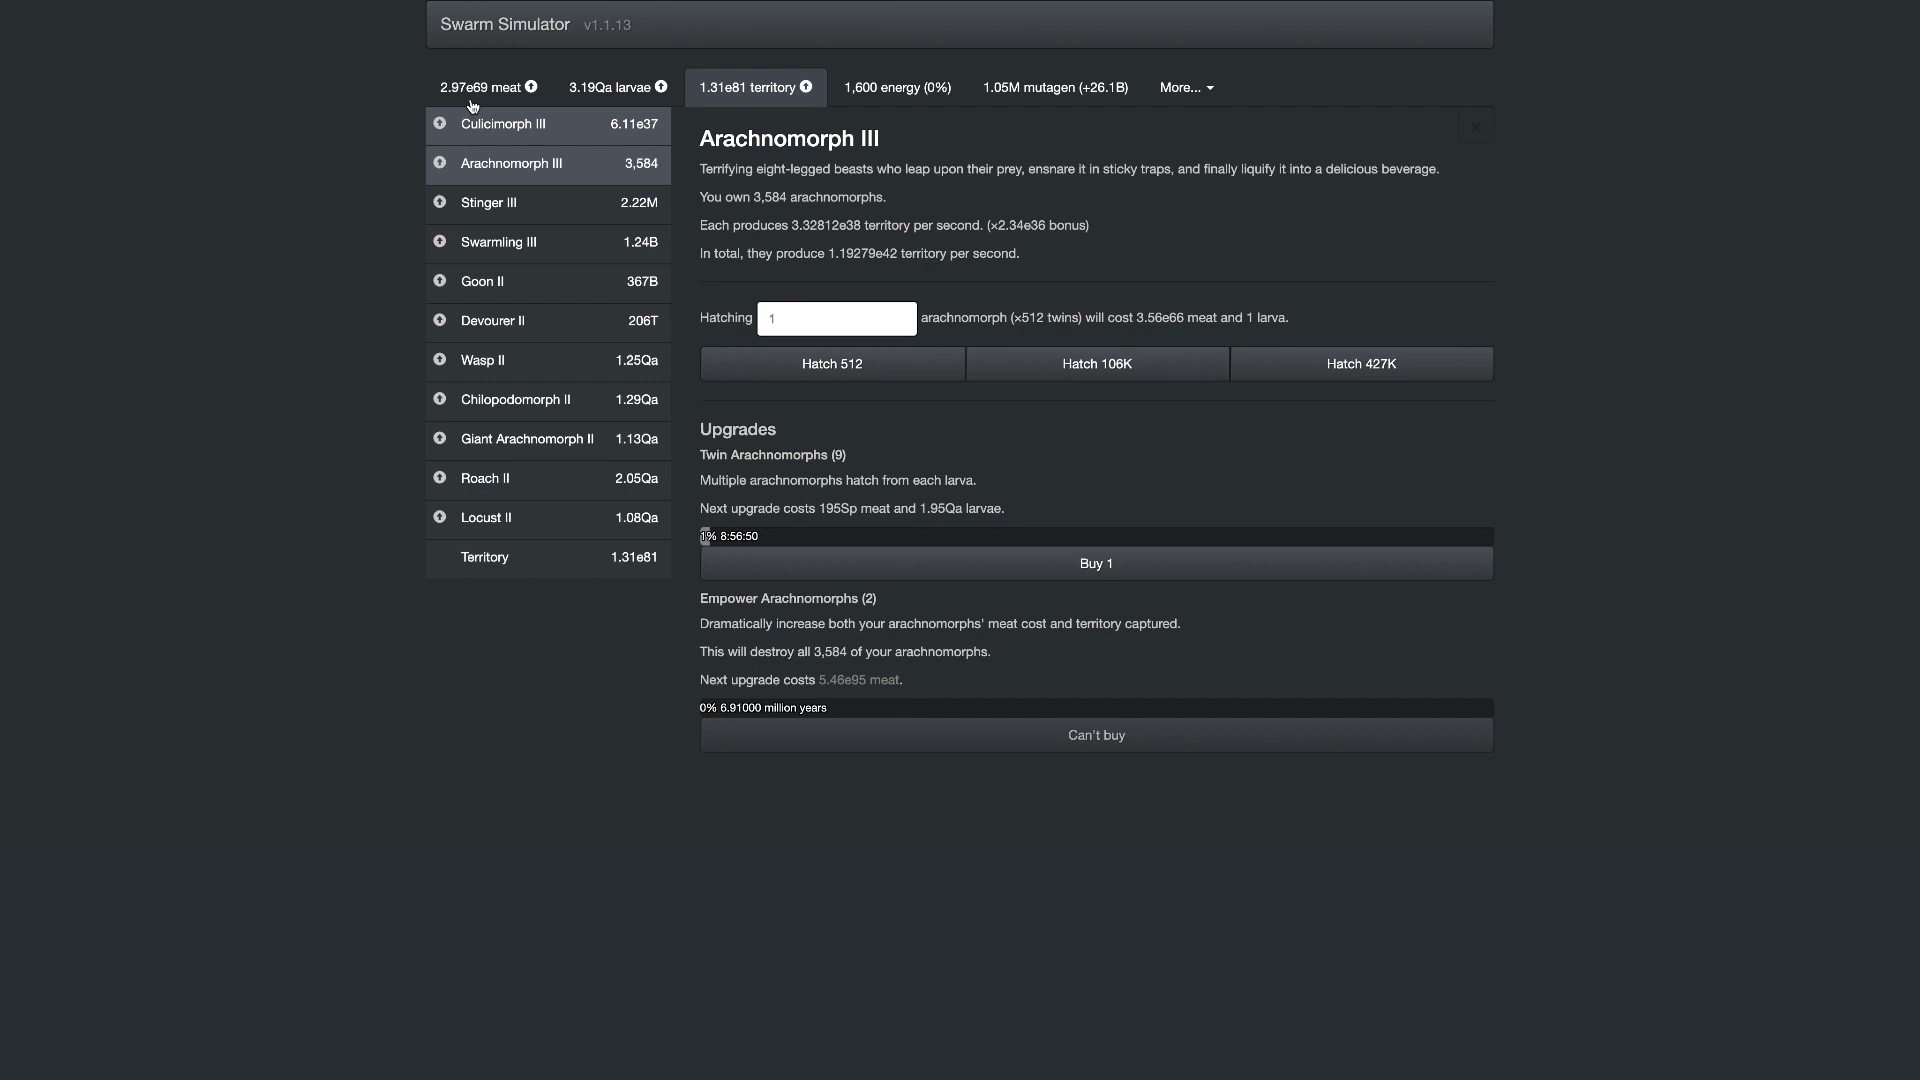 Swarm Simulator v1.1.13
2.97e69 meat 3.19Qa larvae 1.31e81 territory 1,600 energy (0%) 1.05M mutagen (+26.1B) More...
Culicimorph III 6.11e37
Arachnomorph III 3,584
Stinger III 2.22M
Swarmling III 1.24B
Goon II 367B
Devourer II 206T
Wasp II 1.25Qa
Chilopodomorph II 1.29Qa
Giant Arachnomorph II 1.13Qa
Roach II 2.05Qa
Locust II 1.08Qa
Territory 1.31e81
Arachnomorph III
Terrifying eight-legged beasts who leap upon their prey, ensnare it in sticky traps, and finally liquify it into a delicious beverage.
You own 3,584 arachnomorphs.
Each produces 3.32812e38 territory per second. (×2.34e36 bonus)
In total, they produce 1.19279e42 territory per second.
Hatching 1 arachnomorph (×512 twins) will cost 3.56e66 meat and 1 larva.
Hatch 512 Hatch 106K Hatch 427K
Upgrades
Twin Arachnomorphs (9)
Multiple arachnomorphs hatch from each larva.
Next upgrade costs 195Sp meat and 1.95Qa larvae.
1% 8:56:50
Buy 1
Empower Arachnomorphs (2)
Dramatically increase both your arachnomorphs' meat cost and territory captured.
This will destroy all 3,584 of your arachnomorphs.
Next upgrade costs 5.46e95 meat.
0% 6.91000 million years
Can't buy